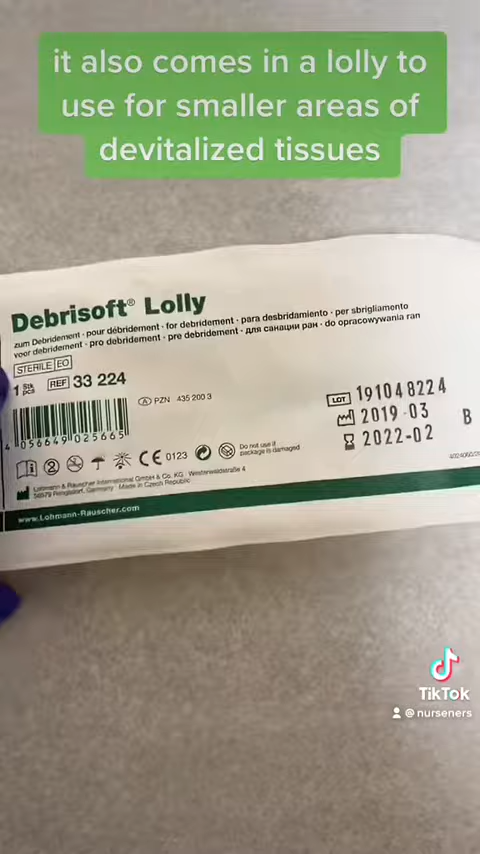 it also comes in a lolly to
use for smaller areas of
devitalized tissues
Debrisoft® Lolly
zum Debridement · pour débridement · for debridement · para desbridamiento · per sbrigliamento
voor debridement · pro debridement · pre debridement · для санации ран · do opracowywania ran
STERILE EO
1 Stk pcs REF 33 224
PZN 435 200 3
4 056649 025665
LOT 191048224
2019-03
2022-02
B
CE 0123
Do not use if
package is damaged
Lohmann & Rauscher International GmbH & Co. KG · Westerwaldstraße 4
56579 Rengsdorf, Germany · Made in Czech Republic
www.Lohmann-Rauscher.com
TikTok
@nurseners